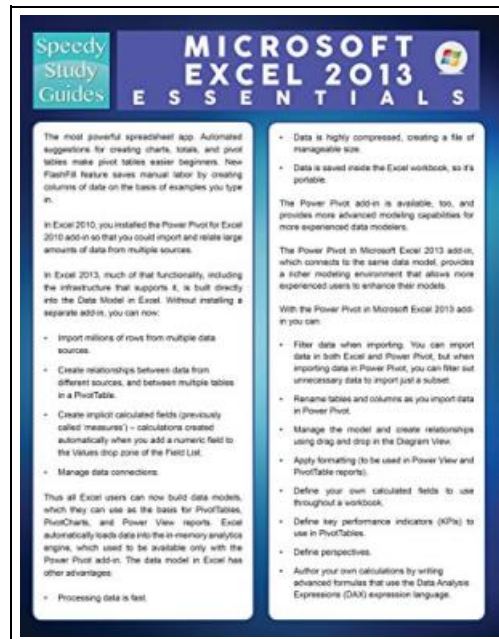 Speedy
Study
Guides
MICROSOFT
EXCEL 2013
ESSENTIALS
The most powerful spreadsheet app. Automated
suggestions for creating charts, totals, and pivot
tables make pivot tables easier beginners. New
FlashFill feature saves manual labor by creating
columns of date on the basis of examples you type
in.
In Excel 2010, you installed the Power Pivot for Excel
2010 add-in so that you could import and relate large
amounts of data from multiple sources.
In Excel 2013, much of that functionality, including
the infrastructure that supports it, is built directly
into the Data Model in Excel. Without installing a
separate add-in, you can now:
• Import millions of rows from multiple data
sources.
• Create relationships between data from
different sources, and between multiple tables
in a PivotTable.
• Create implicit calculated fields (previously
called 'measures') – calculations created
automatically when you add a numeric field to
the Values drop zone of the Field List.
• Manage data connections.
Thus all Excel users can now build data models,
which they can use as the basis for PivotTables,
PivotCharts, and Power View reports. Excel
automatically loads data into the in-memory analytics
engine, which used to be available only with the
Power Pivot add-in. The data model in Excel has
other advantages:
• Processing data is fast.
• Data is highly compressed, creating a file of
manageable size.
• Data is saved inside the Excel workbook, so it's
portable.
The Power Pivot add-in is available, too, and
provides more advanced modeling capabilities for
more experienced data modelers.
The Power Pivot in Microsoft Excel 2013 add-in,
which connects to the same data model, provides
a richer modeling environment that allows more
experienced users to enhance their models.
With the Power Pivot in Microsoft Excel 2013 add-
in you can:
• Filter data when importing. You can import
data in both Excel and Power Pivot, but when
importing data in Power Pivot, you can filter out
unnecessary data to import just a subset.
• Rename tables and columns as you import data
in Power Pivot.
• Manage the model and create relationships
using drag and drop in the Diagram View.
• Apply formatting (to be used in Power View and
PivotTable reports).
• Define your own calculated fields to use
throughout a workbook.
• Define key performance indicators (KPIs) to
use in PivotTables.
• Define perspectives.
• Author your own calculations by writing
advanced formulas that use the Data Analysis
Expressions (DAX) expression language.